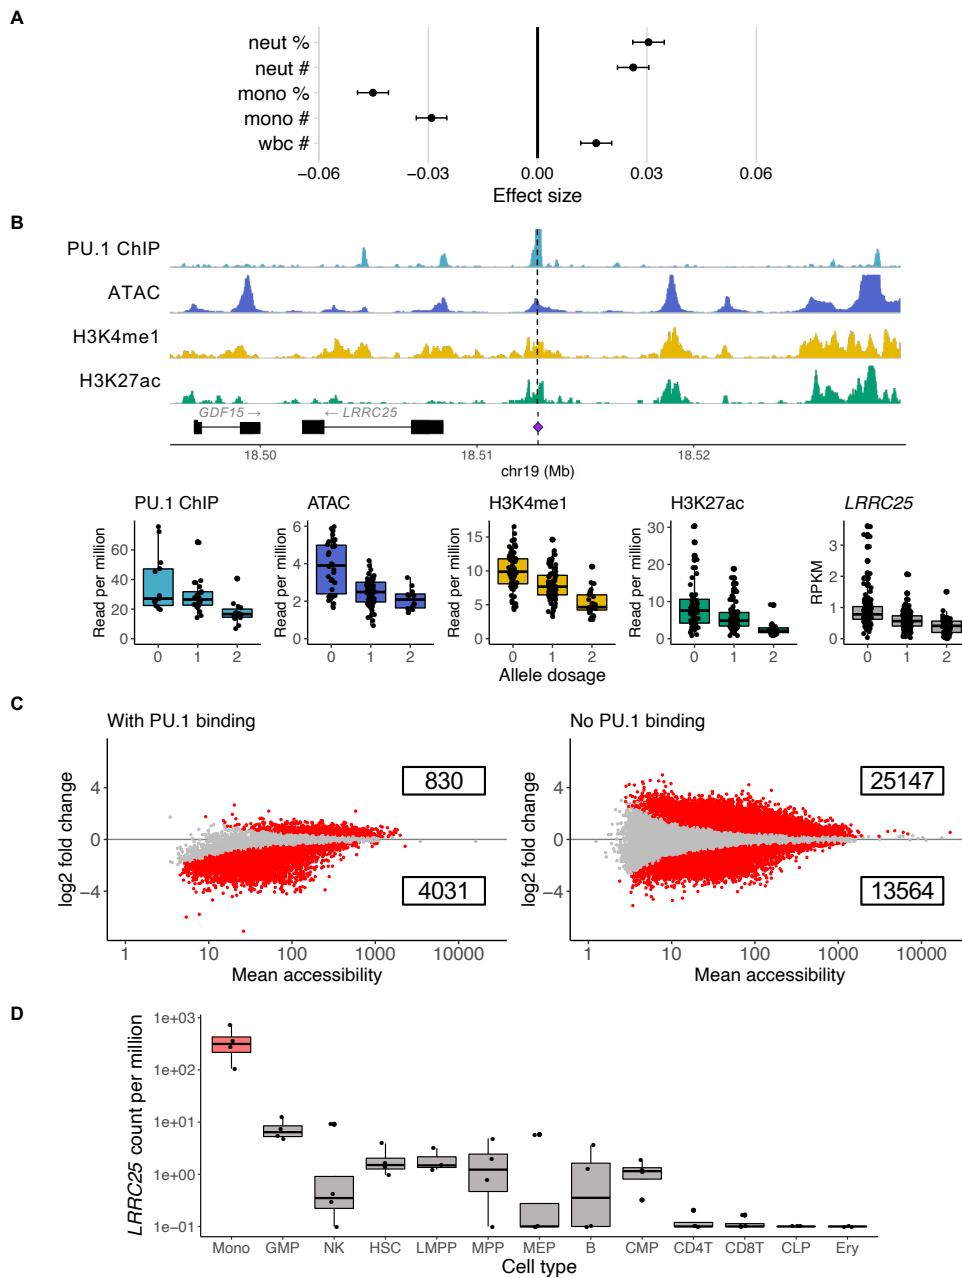 A
neut %
neut #
mono %
mono #
wbc #
−0.06 −0.03 0.00 0.03 0.06
Effect size
B
PU.1 ChIP
ATAC
H3K4me1
H3K27ac
GDF15 → ← LRRC25
18.50 18.51 18.52
chr19 (Mb)
PU.1 ChIP ATAC H3K4me1 H3K27ac LRRC25
Read per million
60
40
20
0
0 1 2
Read per million
6
4
2
0
0 1 2
Read per million
15
10
5
0
0 1 2
Read per million
30
20
10
0
0 1 2
RPKM
3
2
1
0
0 1 2
Allele dosage
C
With PU.1 binding
log2 fold change
4
0
−4
830
4031
1 10 100 1000 10000
Mean accessibility
No PU.1 binding
log2 fold change
4
0
−4
25147
13564
1 10 100 1000 10000
Mean accessibility
D
LRRC25 count per million
1e+03
1e+02
1e+01
1e+00
1e−01
Mono GMP NK HSC LMPP MPP MEP B CMP CD4T CD8T CLP Ery
Cell type